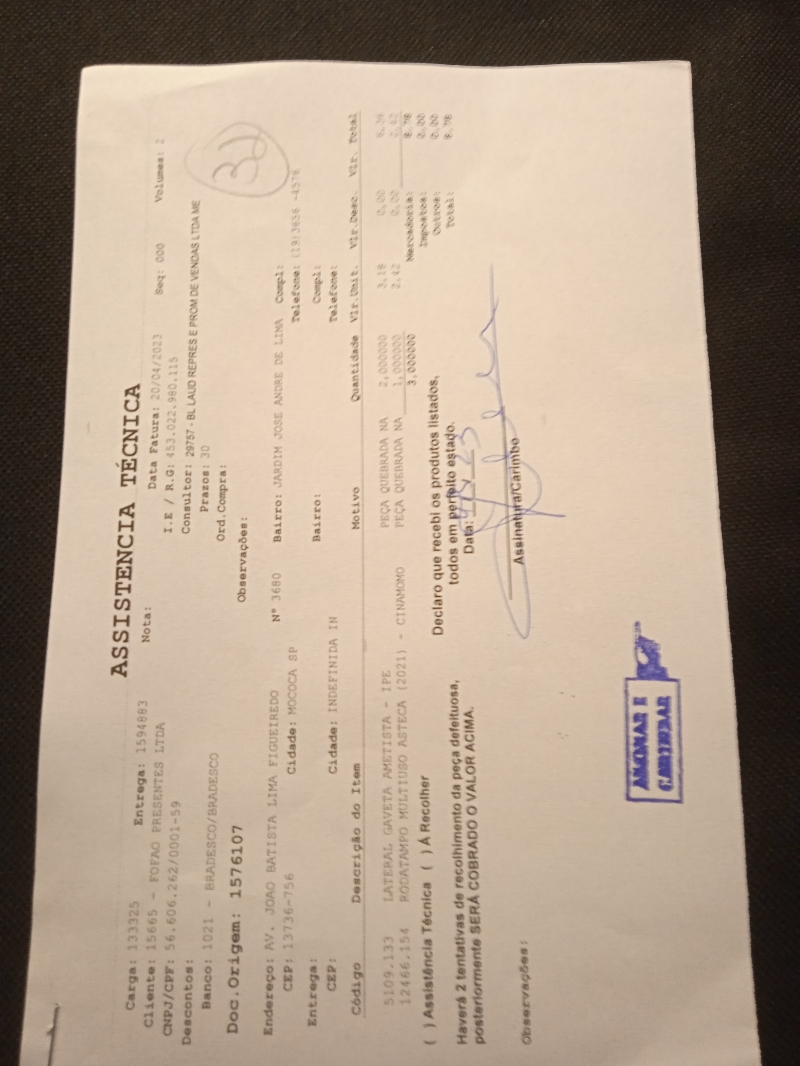 ASSISTENCIA TÉCNICA
Carga: 133325 Entrega: 1594883 Nota: Data Fatura: 20/04/2023 Seq: 000 Volumes: 2
Cliente: 15665 - FOFAO PRESENTES LTDA I.E / R.G: 453.022.980.115
CNPJ/CPF: 56.606.262/0001-59 Consultor: 29757 - BL LAUD REPRES E PROM DE VENDAS LTDA ME
Descontos: Prazos: 30
Banco: 1021 - BRADESCO/BRADESCO Ord.Compra:
Doc.Origem: 1576107 Observações:
Endereço: AV. JOAO BATISTA LIMA FIGUEIREDO Nº 3680 Bairro: JARDIM JOSE ANDRE DE LIMA Compl:
CEP: 13736-756 Cidade: MOCOCA SP Telefone: (19)3656 -4576
Entrega: Bairro: Compl:
CEP: Cidade: INDEFINIDA IN Telefone:
Código Descrição do Item Motivo Quantidade Vlr.Unit. Vlr.Desc. Vlr. Total
5109.133 LATERAL GAVETA AMETISTA - IPE PEÇA QUEBRADA NA 2,000000 3,18 0,00 6,36
12466.154 RODATAMPO MULTIUSO ASTECA (2021) - CINAMOMO PEÇA QUEBRADA NA 1,000000 2,42 0,00 2,42
3,000000 Mercadoria: 8,78
Impostos: 0,00
Outros: 0,00
Total: 8,78
( ) Assistência Técnica ( ) Á Recolher
Declaro que recebi os produtos listados,
todos em perfeito estado.
Haverá 2 tentativas de recolhimento da peça defeituosa,
posteriormente SERÁ COBRADO O VALOR ACIMA.
Data:
Assinatura/Carimbo
Observações: